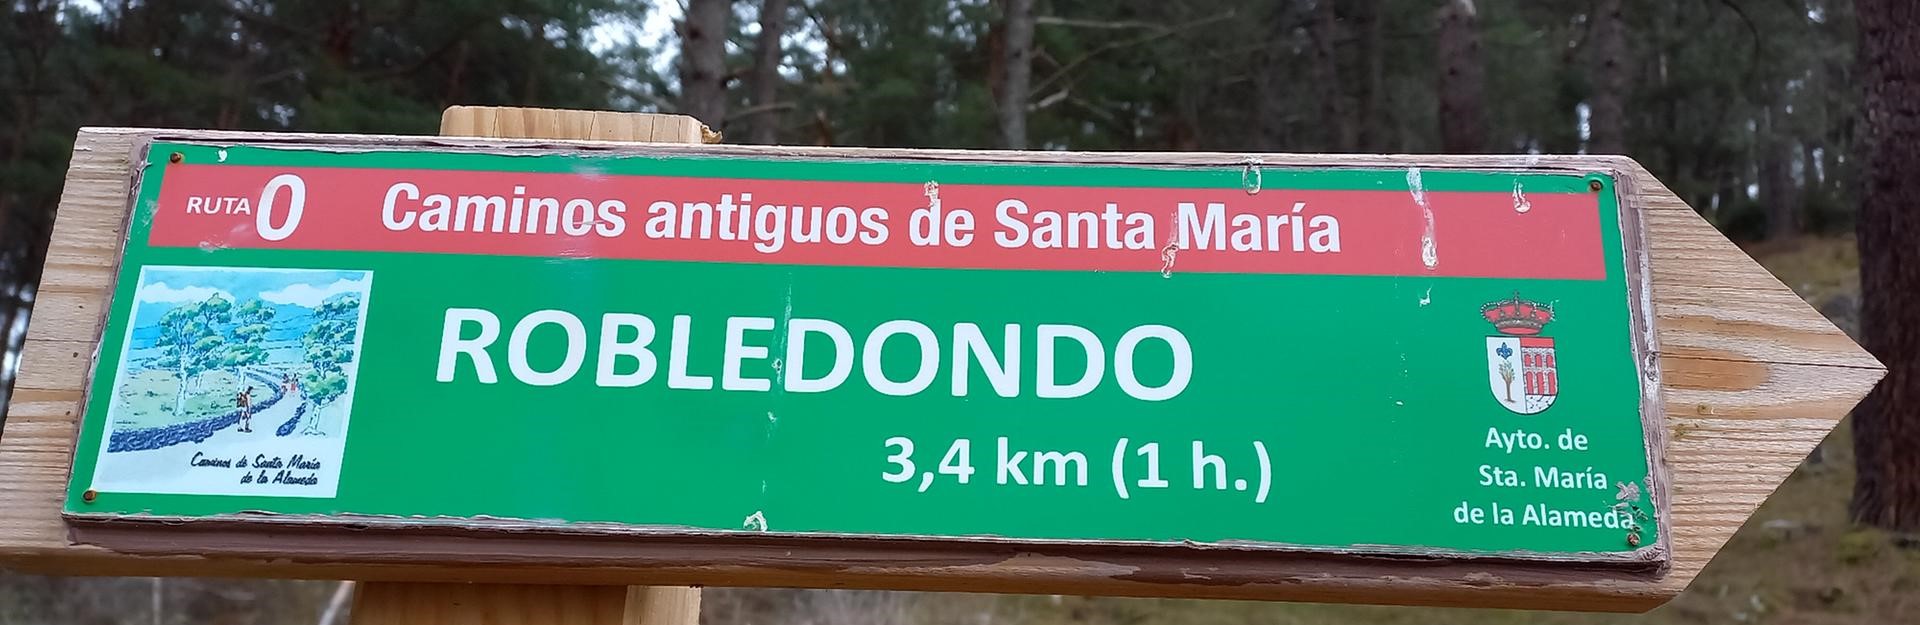 RUTA 0 Caminos antiguos de Santa María
ROBLEDONDO
3,4 km (1 h.)
Caminos de Santa María
de la Alameda
Ayto. de
Sta. María
de la Alameda